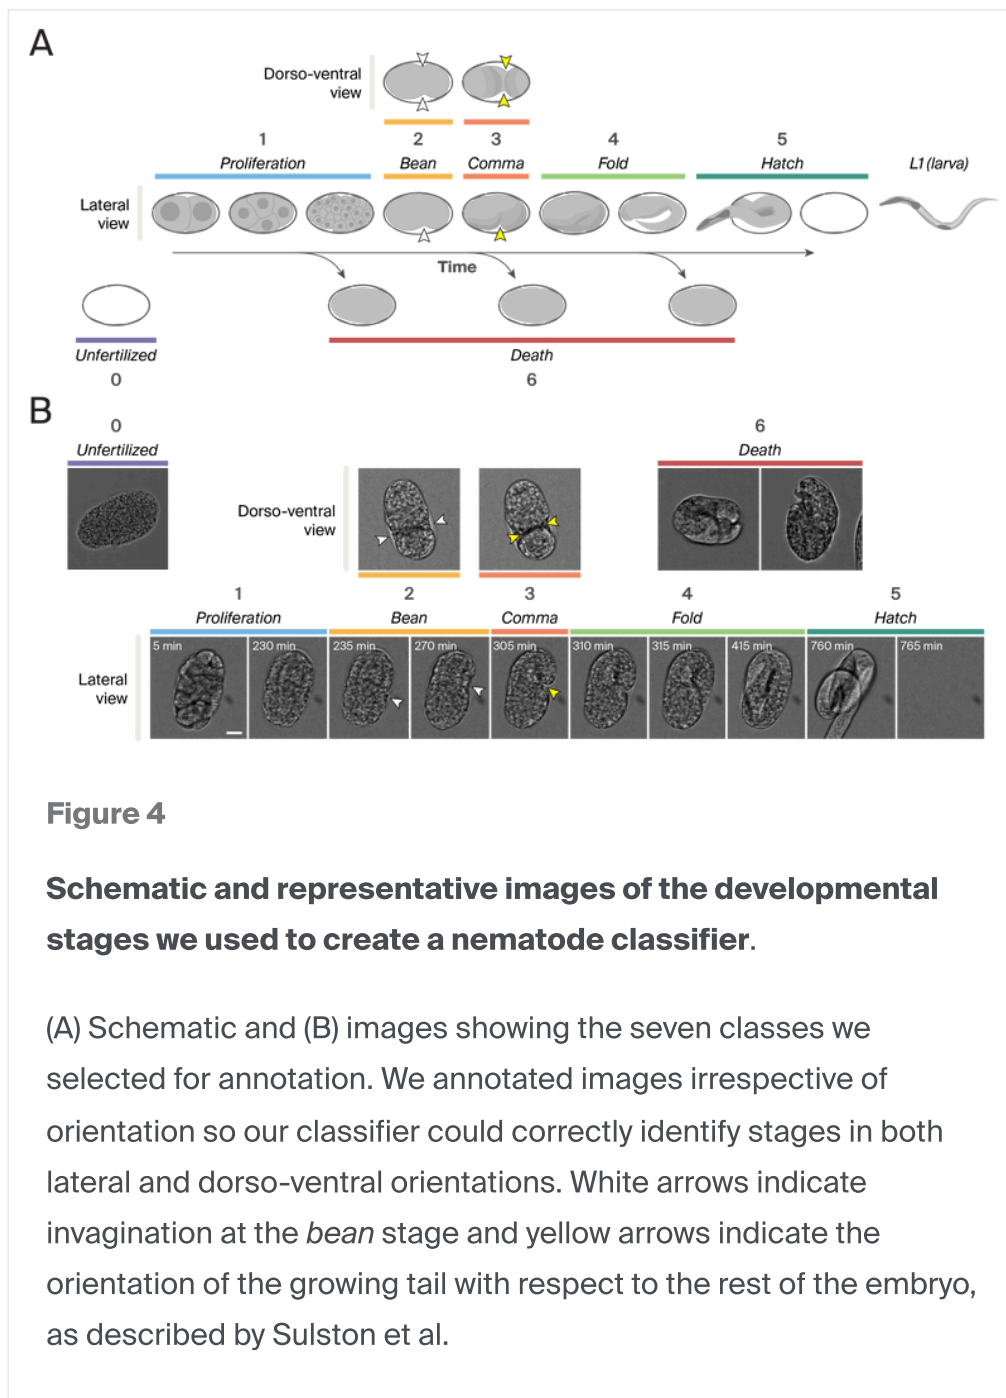 A
Dorso-ventral
view
1
2
3
4
5
Proliferation
Bean
Comma
Fold
Hatch
L1 (larva)
Lateral
view
Time
Unfertilized
0
Death
6
B
0
Unfertilized
6
Death
Dorso-ventral
view
1
2
3
4
5
Proliferation
Bean
Comma
Fold
Hatch
5 min
230 min
235 min
270 min
305 min
310 min
315 min
415 min
760 min
765 min
Lateral
view
Figure 4
Schematic and representative images of the developmental
stages we used to create a nematode classifier.
(A) Schematic and (B) images showing the seven classes we
selected for annotation. We annotated images irrespective of
orientation so our classifier could correctly identify stages in both
lateral and dorso-ventral orientations. White arrows indicate
invagination at the bean stage and yellow arrows indicate the
orientation of the growing tail with respect to the rest of the embryo,
as described by Sulston et al.